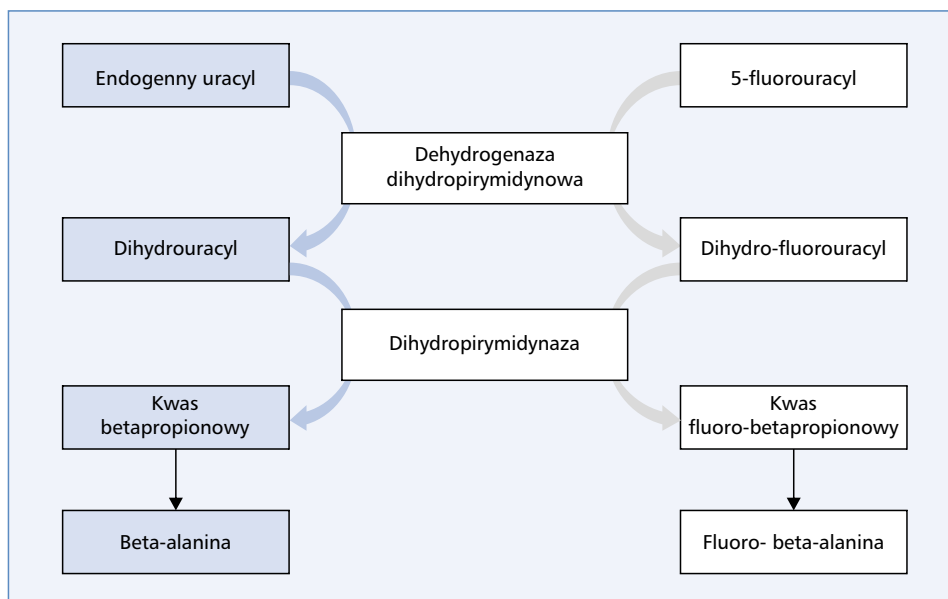 Endogenny uracyl
5-fluorouracyl
Dehydrogenaza
dihydropirymidynowa
Dihydrouracyl
Dihydro-fluorouracyl
Dihydropirymidynaza
Kwas
betapropionowy
Kwas
fluoro-betapropionowy
Beta-alanina
Fluoro- beta-alanina